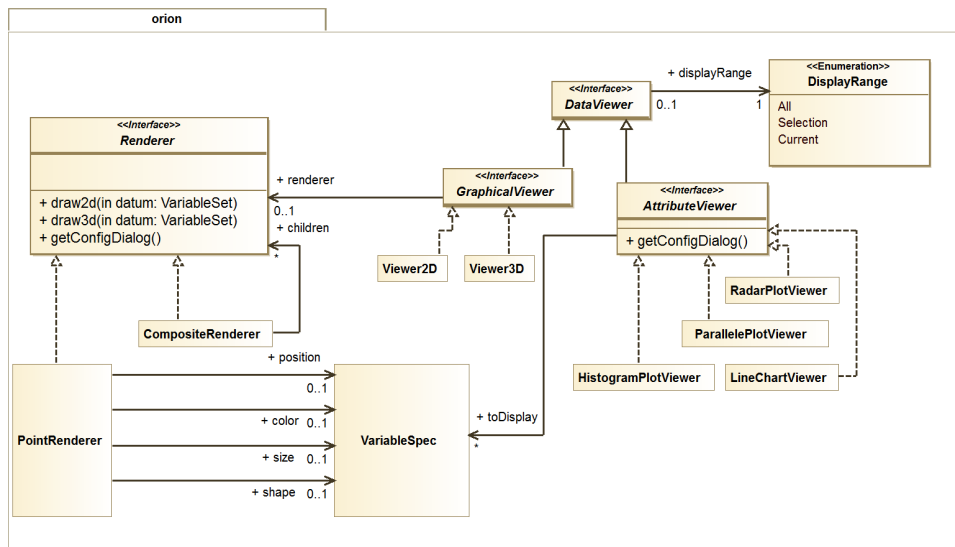 orion
<<Interface>>
Renderer
+ draw2d(in datum: VariableSet)
+ draw3d(in datum: VariableSet)
+ getConfigDialog()
<<Interface>>
DataViewer
+ displayRange
0..1
1
<<Enumeration>>
DisplayRange
All
Selection
Current
+ renderer
0..1
+ children
*
<<Interface>>
GraphicalViewer
<<Interface>>
AttributeViewer
+ getConfigDialog()
Viewer2D
Viewer3D
RadarPlotViewer
CompositeRenderer
ParallelePlotViewer
HistogramPlotViewer
LineChartViewer
PointRenderer
+ position
0..1
+ color
0..1
+ size
0..1
+ shape
0..1
VariableSpec
+ toDisplay
*